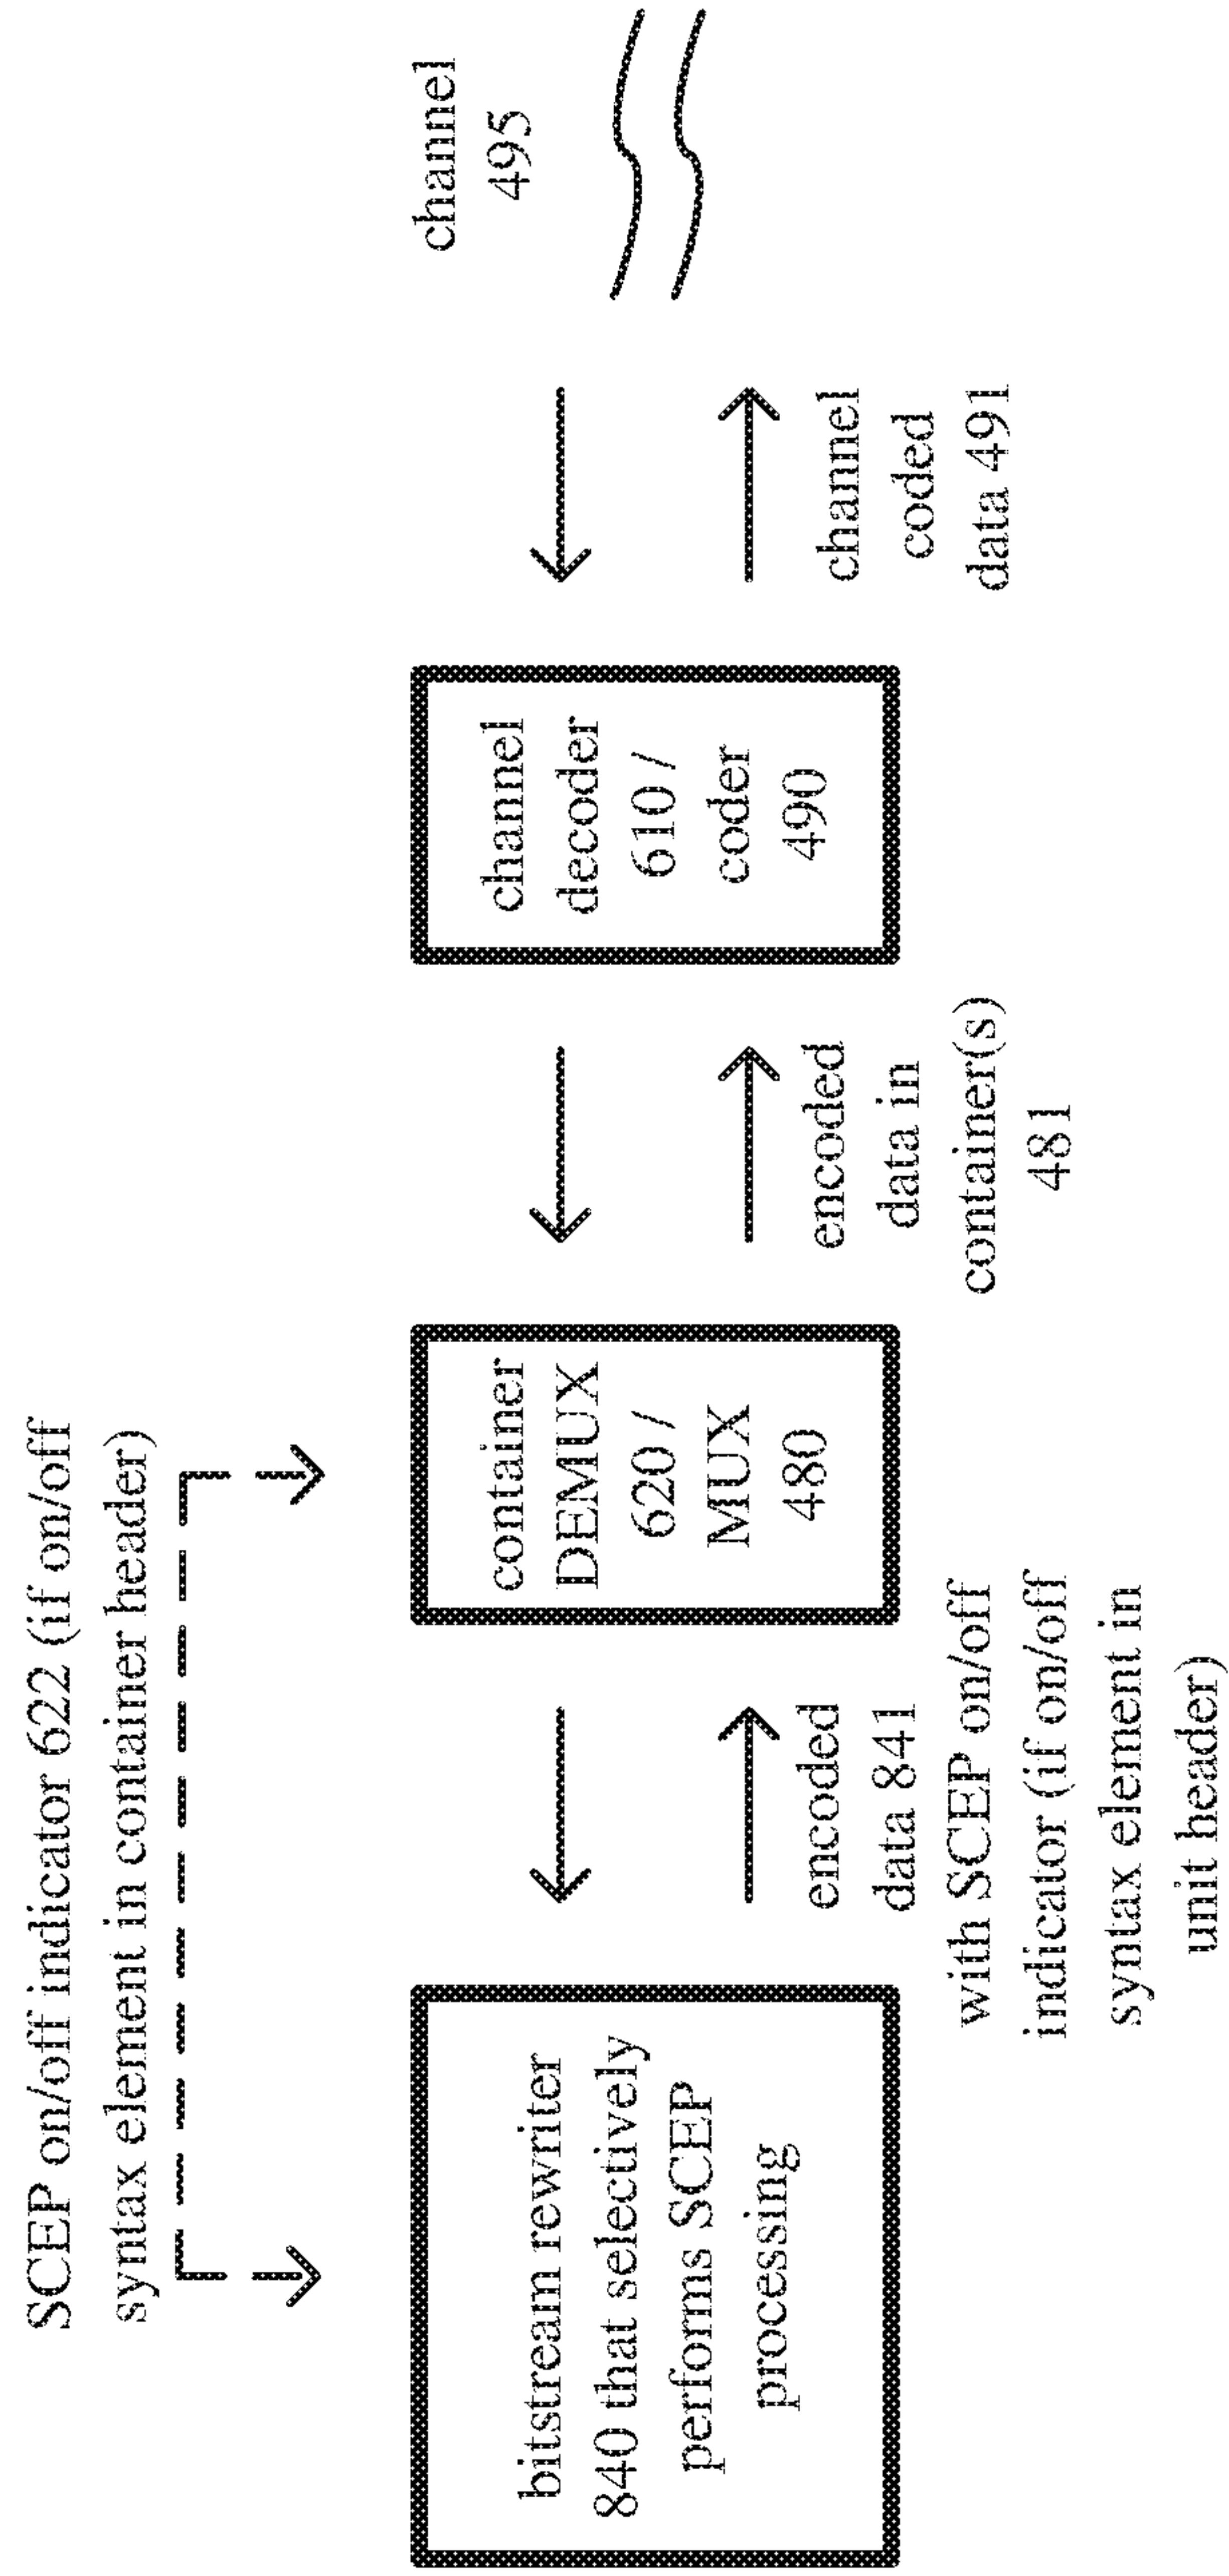 SCEP on/off indicator 622 (if on/off
syntax element in container header)
bitstream rewriter
840 that selectively
performs SCEP
processing
encoded
data 841
with SCEP on/off
indicator (if on/off
syntax element in
unit header)
container
DEMUX
620 /
MUX
480
encoded
data in
container(s)
481
channel
decoder
610 /
coder
490
channel
coded
data 491
channel
495